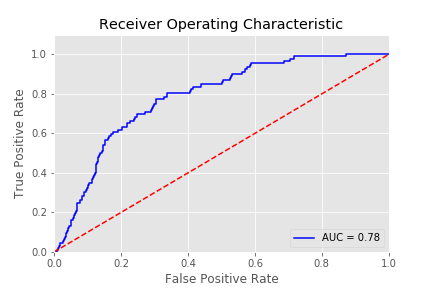 Receiver Operating Characteristic
True Positive Rate
1.0
0.8
0.6
0.4
0.2
0.0
AUC = 0.78
0.0 0.2 0.4 0.6 0.8 1.0
False Positive Rate